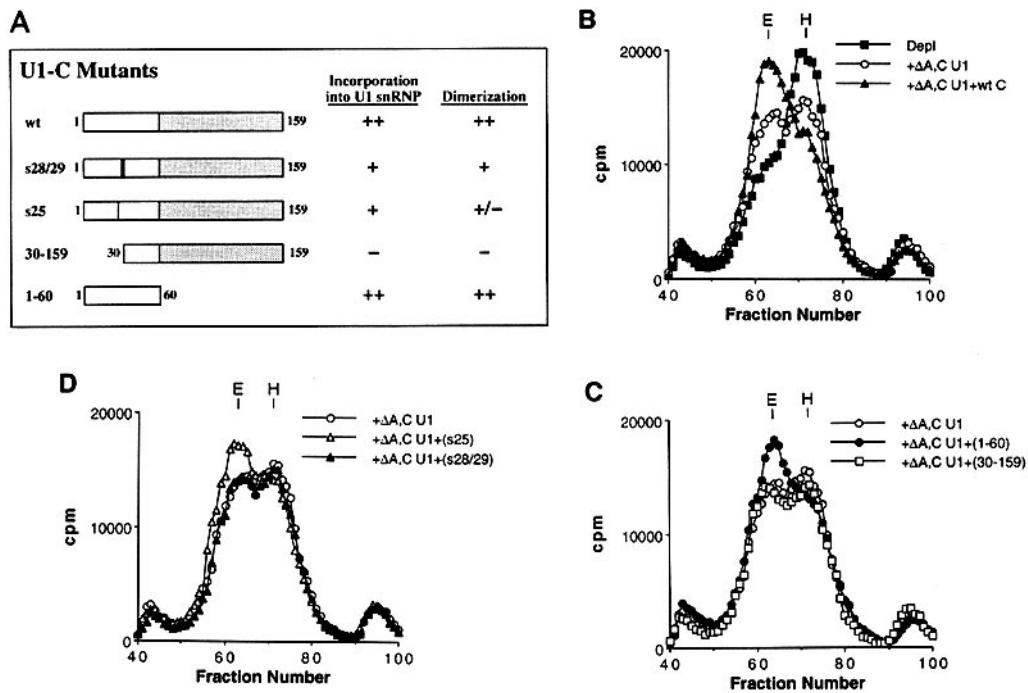 A
U1-C Mutants
Incorporation
into U1 snRNP
Dimerization
wt 1 159 ++ ++
s28/29 1 159 + +
s25 1 159 + +/−
30-159 30 159 − −
1-60 1 60 ++ ++
B
E H
Depl
+ΔA,C U1
+ΔA,C U1+wt C
20000
10000
0
cpm
40 60 80 100
Fraction Number
D
E H
+ΔA,C U1
+ΔA,C U1+(s25)
+ΔA,C U1+(s28/29)
20000
10000
0
cpm
40 60 80 100
Fraction Number
C
E H
+ΔA,C U1
+ΔA,C U1+(1-60)
+ΔA,C U1+(30-159)
20000
10000
0
cpm
40 60 80 100
Fraction Number